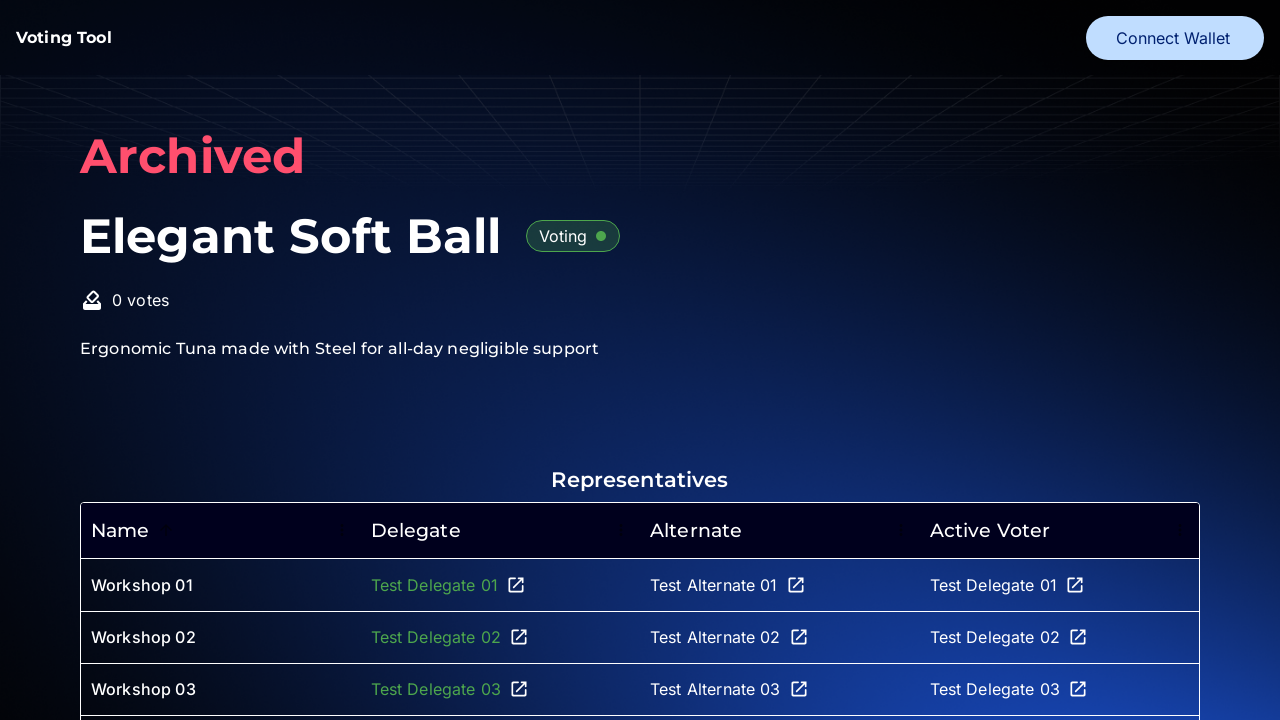 Voting Tool
Connect Wallet
Archived
Elegant Soft Ball
Voting
0 votes
Ergonomic Tuna made with Steel for all-day negligible support
Representatives
Name Delegate Alternate Active Voter
Workshop 01 Test Delegate 01 Test Alternate 01 Test Delegate 01
Workshop 02 Test Delegate 02 Test Alternate 02 Test Delegate 02
Workshop 03 Test Delegate 03 Test Alternate 03 Test Delegate 03